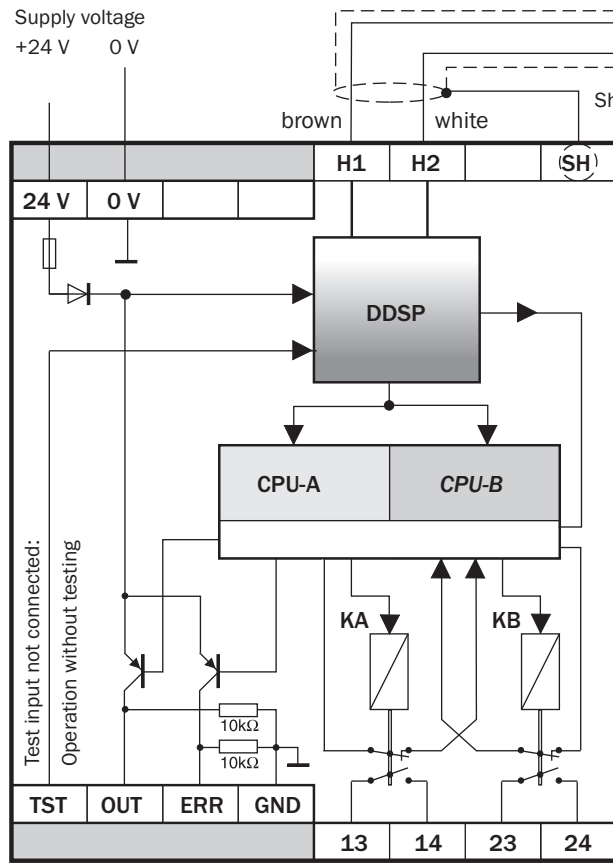 Supply voltage
+24 V 0 V
Sh
brown white
H1 H2 SH
24 V 0 V
DDSP
CPU-A CPU-B
Test input not connected:
Operation without testing
KA KB
10kΩ
10kΩ
TST OUT ERR GND
13 14 23 24